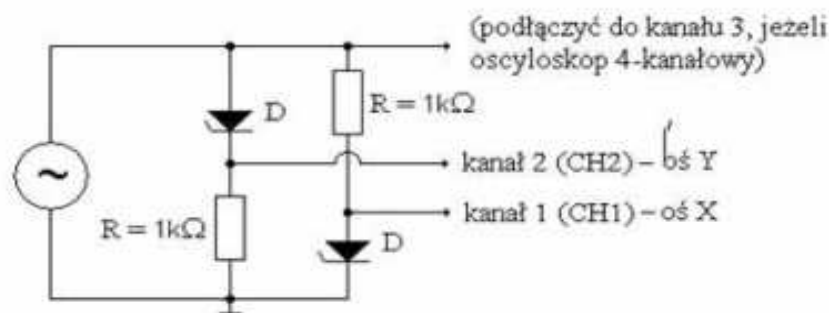 (podłączyć do kanału 3, jeżeli
oscyloskop 4-kanałowy)
D
R = 1kΩ
kanał 2 (CH2) – oś Y
R = 1kΩ
kanał 1 (CH1) – oś X
D
~